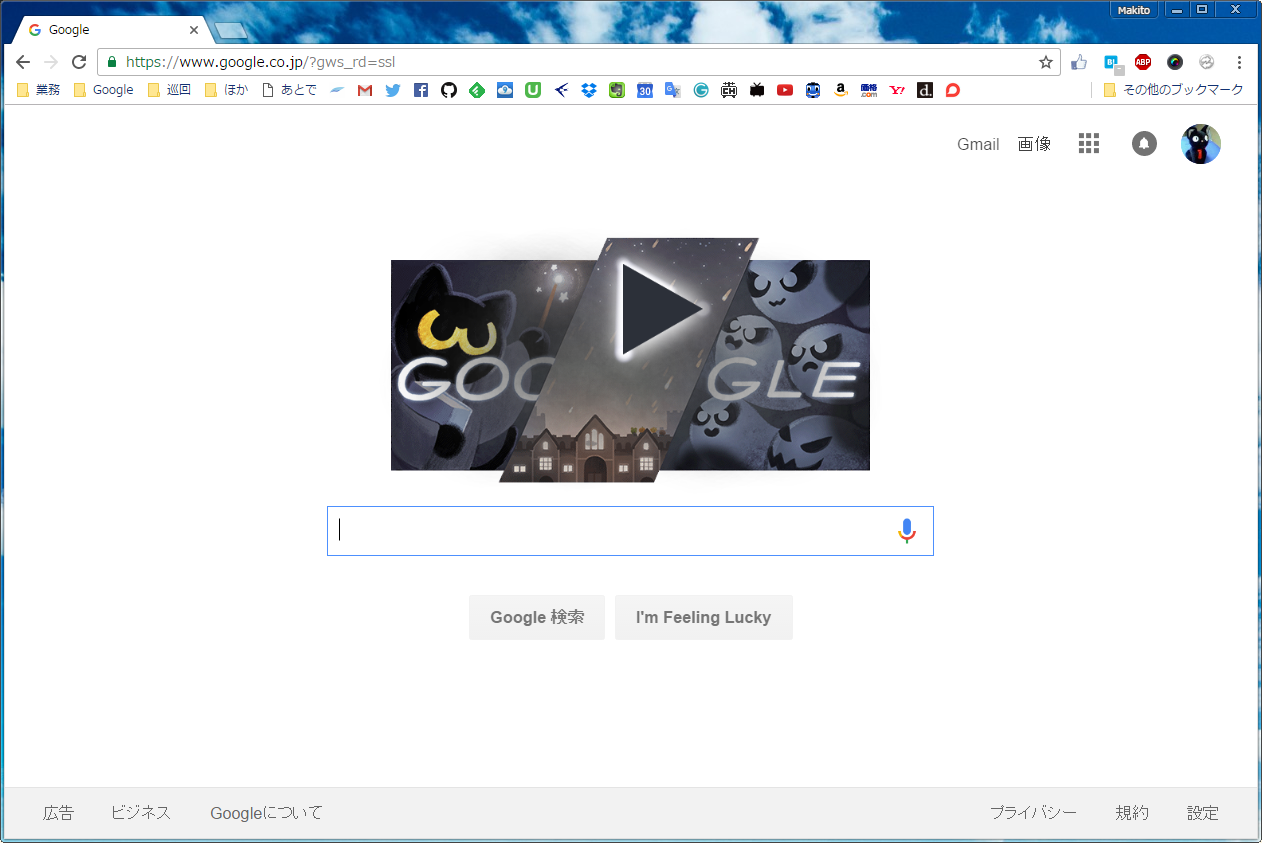 Makito
Google
https://www.google.co.jp/?gws_rd=ssl
業務 Google 巡回 ほか あとで その他のブックマーク
Gmail 画像
GOO GLE
Google 検索 I'm Feeling Lucky
広告 ビジネス Googleについて プライバシー 規約 設定